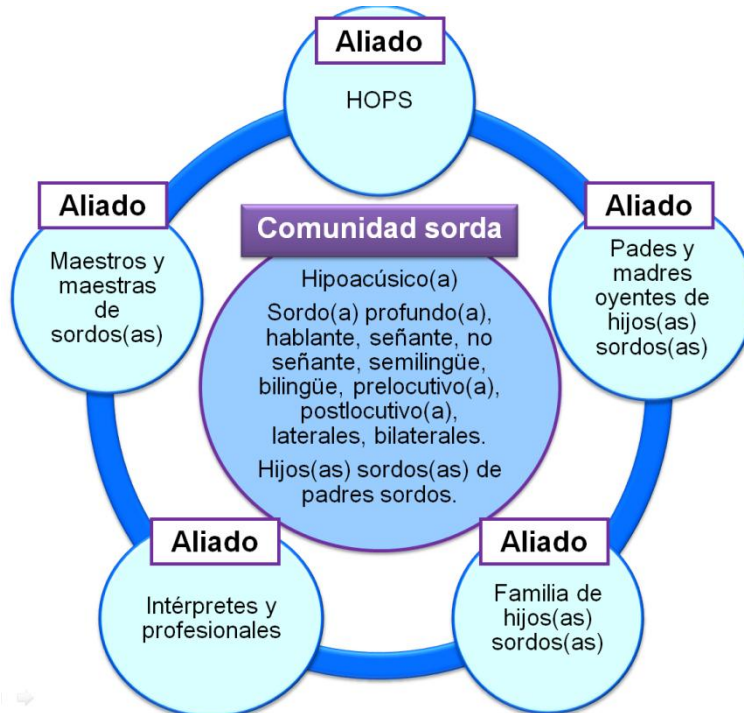 Aliado
HOPS
Aliado
Maestros y
maestras
de
sordos(as)
Aliado
Pades y
madres
oyentes de
hijos(as)
sordos(as)
Comunidad sorda
Hipoacúsico(a)
Sordo(a) profundo(a),
hablante, señante, no
señante, semilingüe,
bilingüe, prelocutivo(a),
postlocutivo(a),
laterales, bilaterales.
Hijos(as) sordos(as) de
padres sordos.
Aliado
Intérpretes y
profesionales
Aliado
Familia de
hijos(as)
sordos(as)